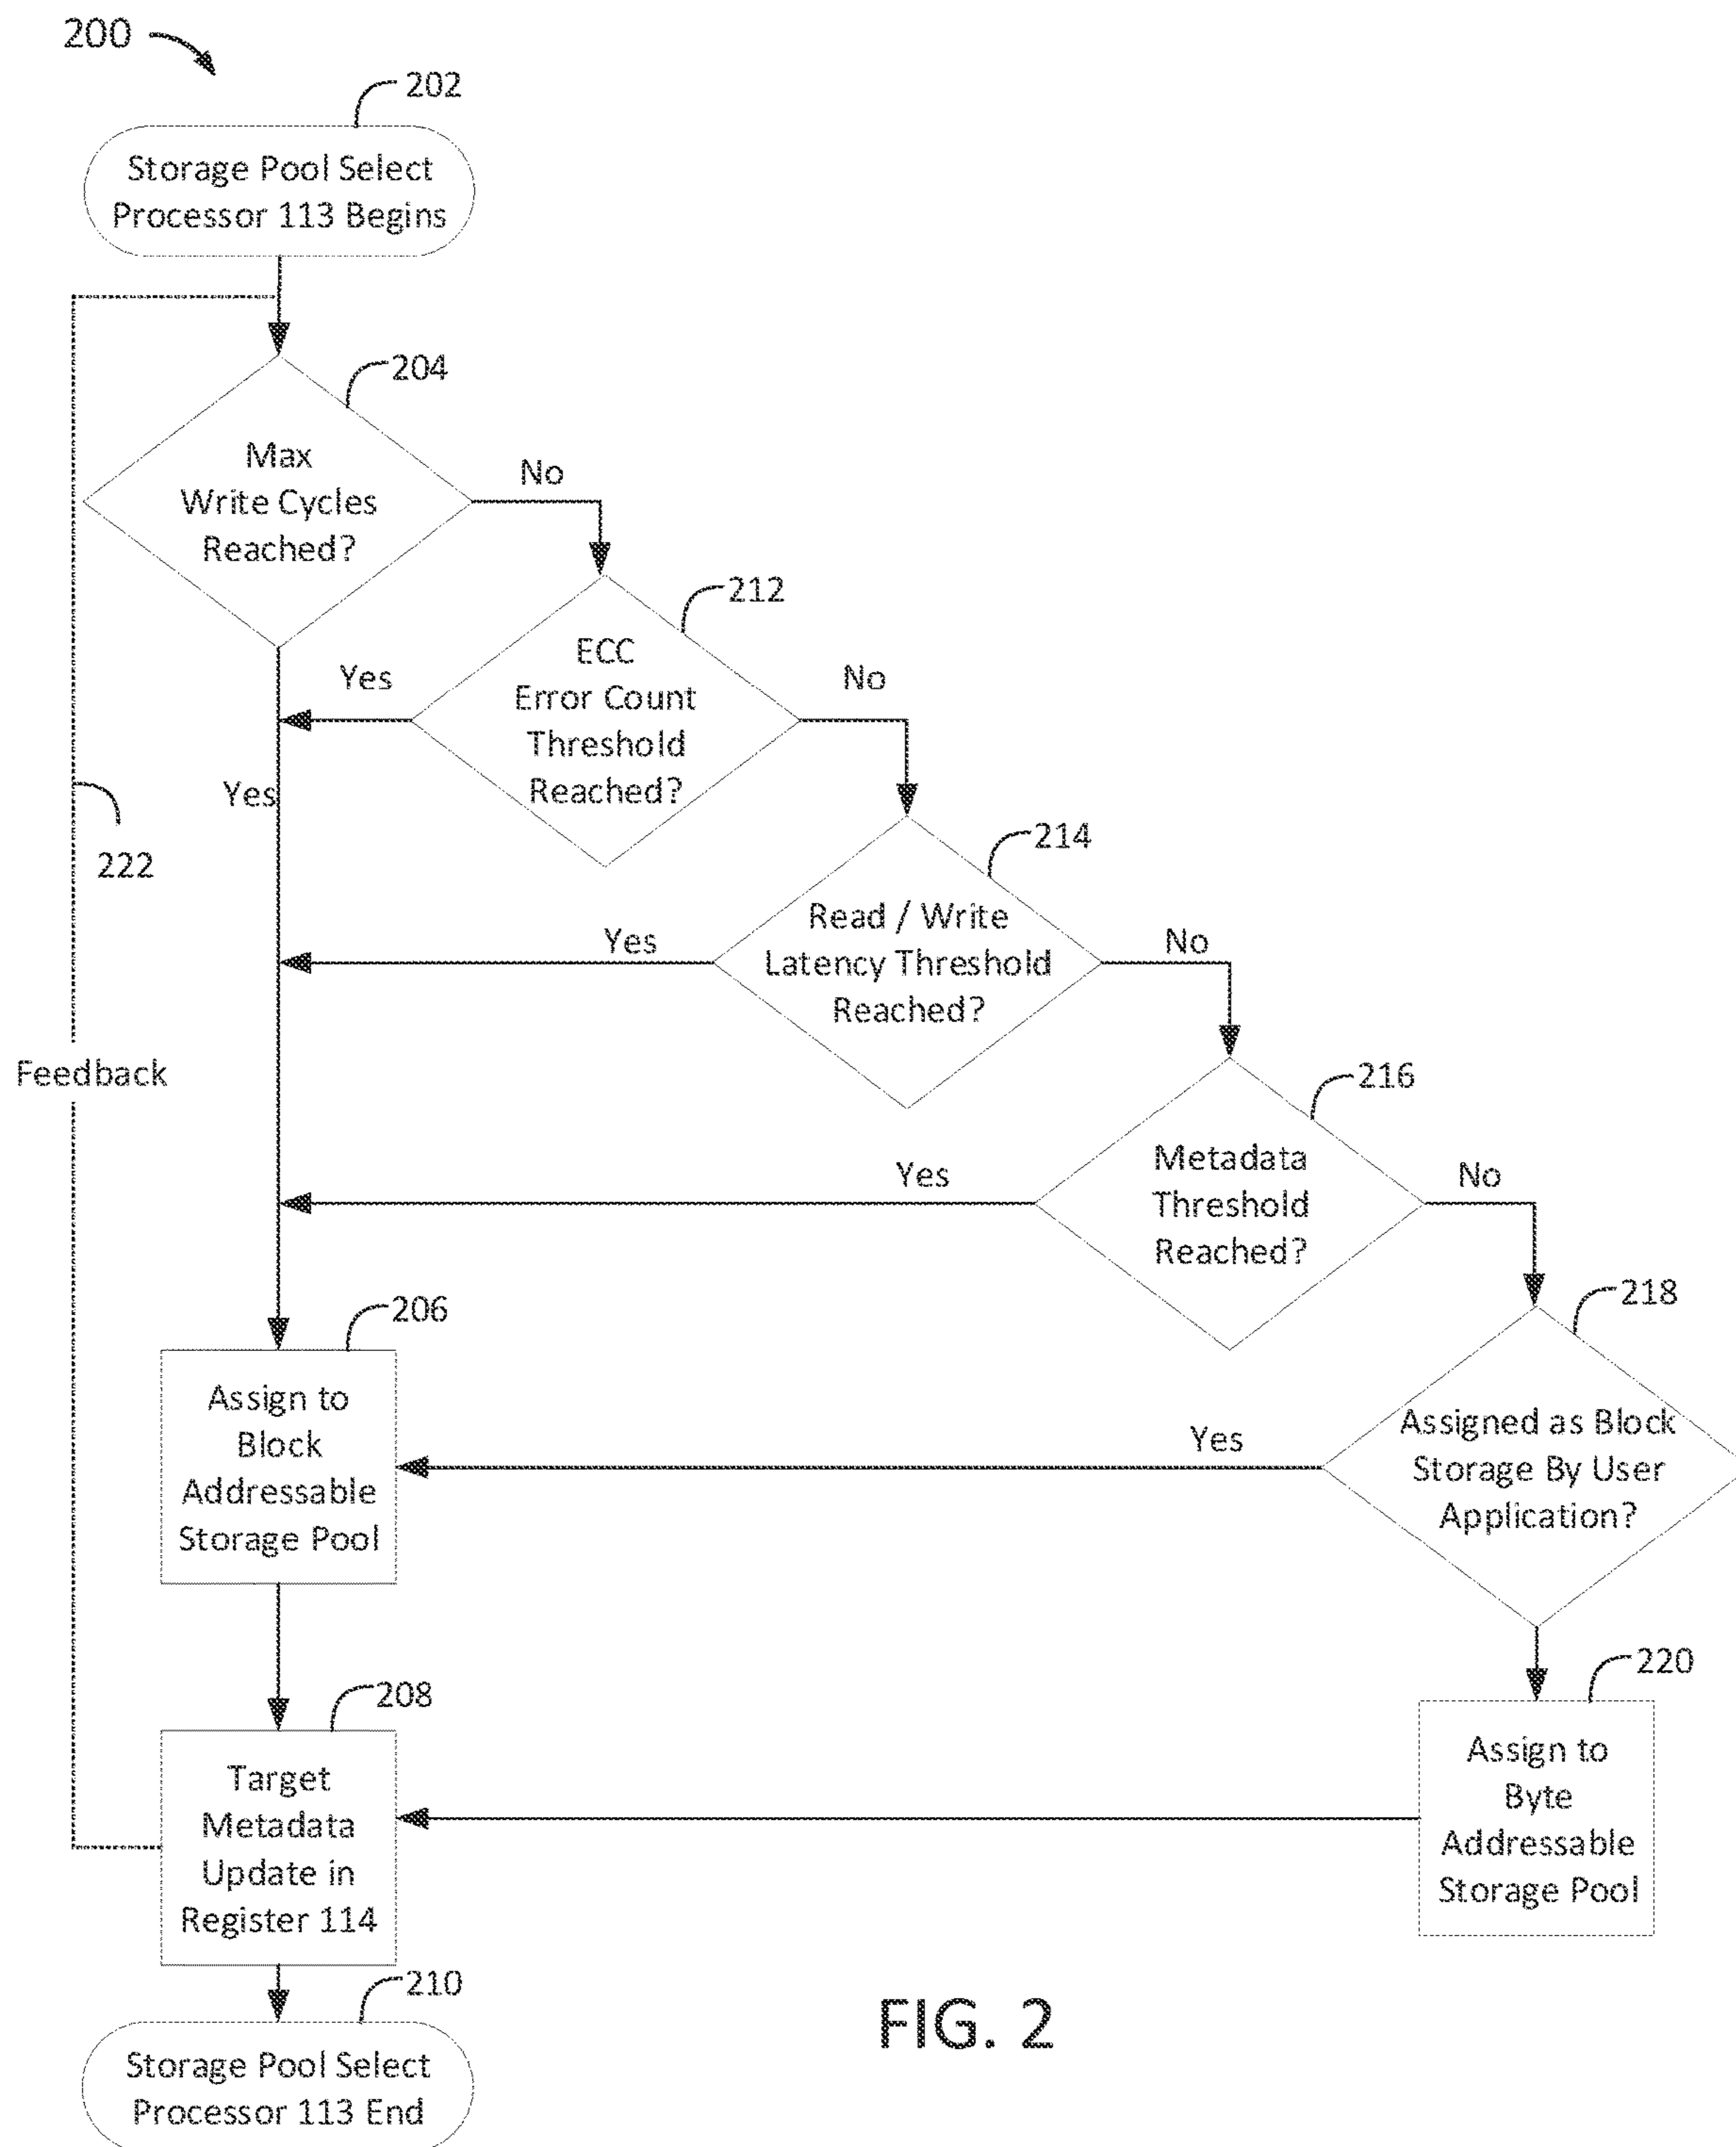 200
202
Storage Pool Select
Processor 113 Begins
204
Max
Write Cycles
Reached?
No
212
ECC
Error Count
Threshold
Reached?
Yes
No
Yes
222
214
Read / Write
Latency Threshold
Reached?
Yes
No
Feedback
216
Metadata
Threshold
Reached?
Yes
No
218
Assigned as Block
Storage By User
Application?
Yes
206
Assign to
Block
Addressable
Storage Pool
220
Assign to
Byte
Addressable
Storage Pool
208
Target
Metadata
Update in
Register 114
210
Storage Pool Select
Processor 113 End
FIG. 2